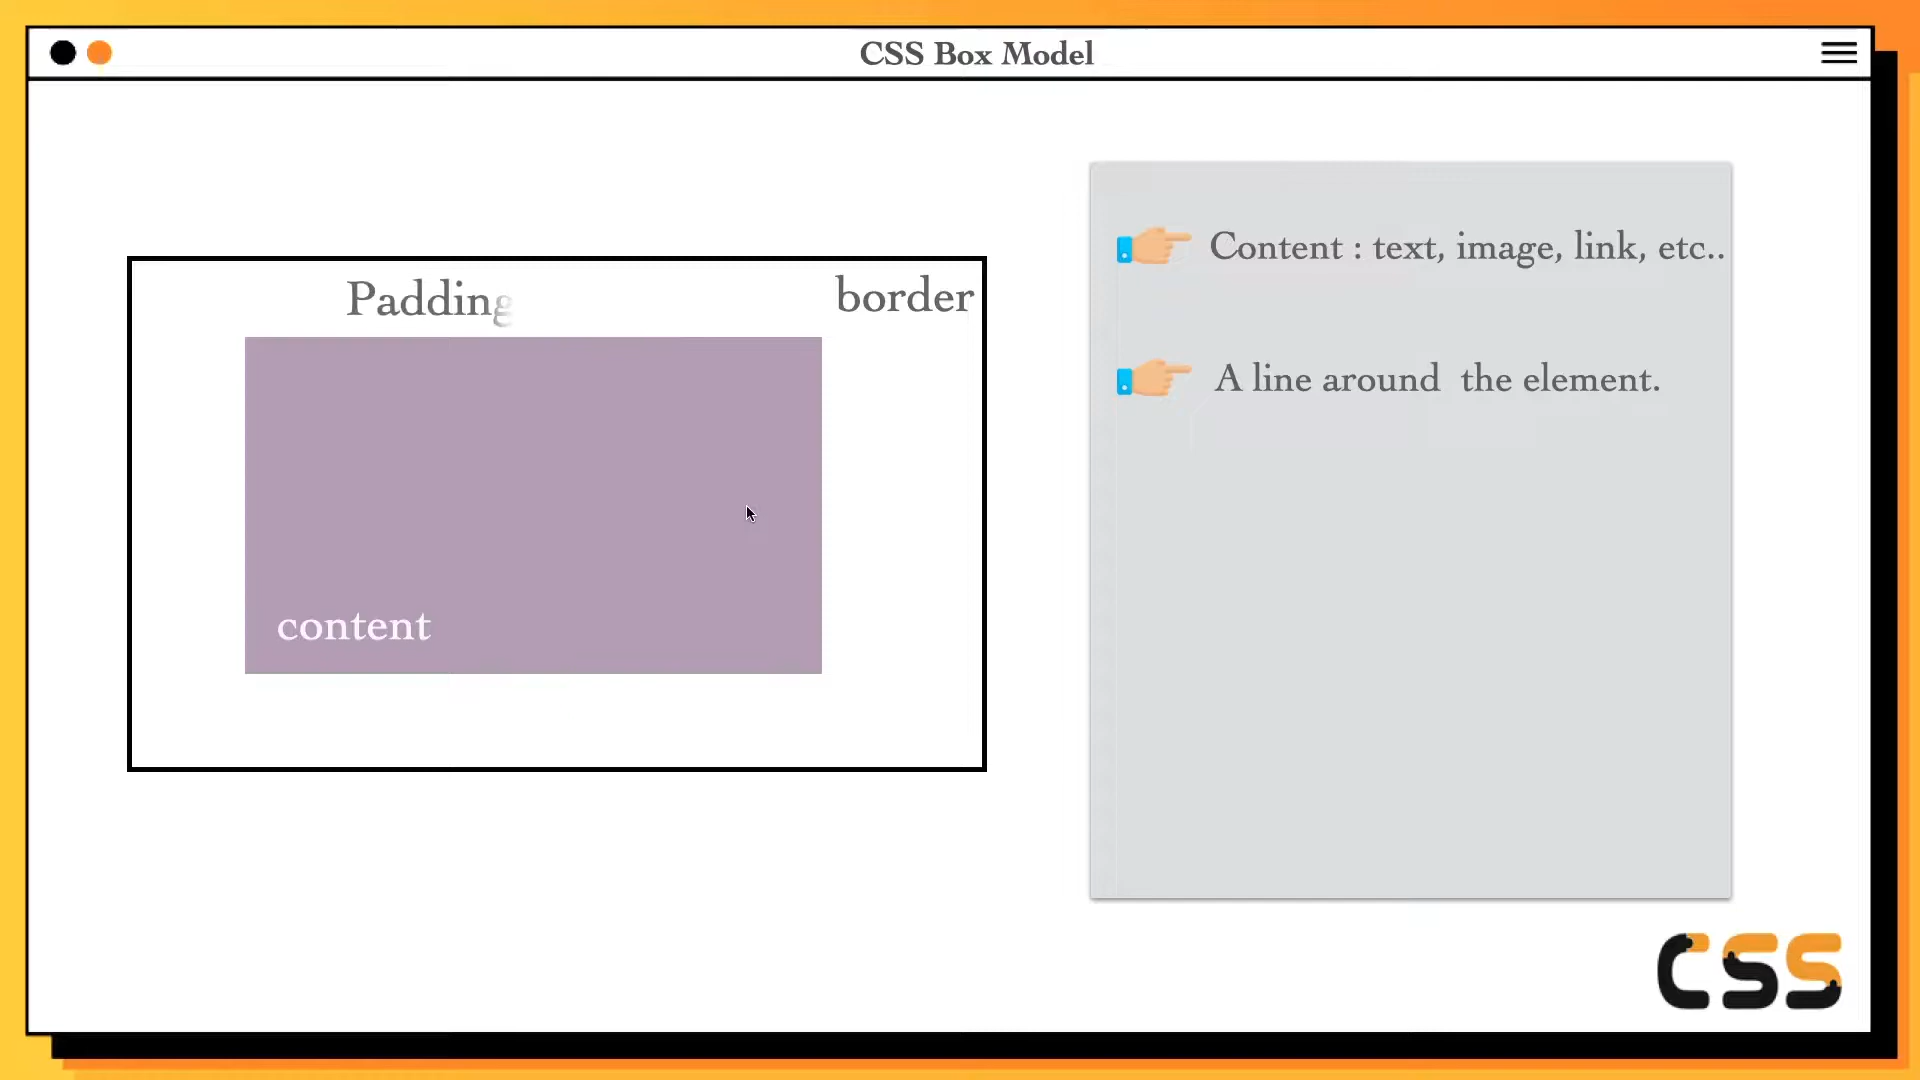 CSS Box Model
Padding
border
content
Content : text, image, link, etc..
A line around the element.
CSS